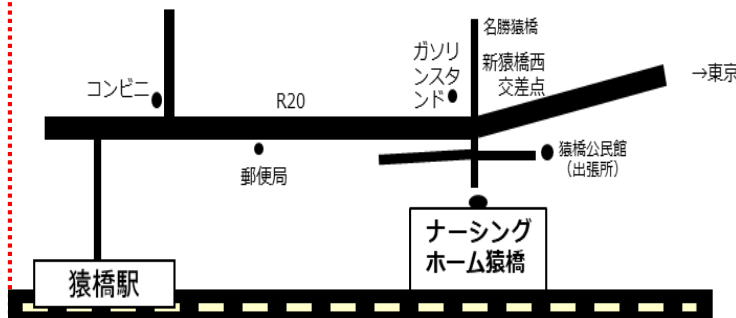 名勝猿橋
ガソリ
ンスタ
ンド
新猿橋西
交差点
→東京
コンビニ
R20
郵便局
猿橋公民館
（出張所）
ナーシング
ホーム猿橋
猿橋駅